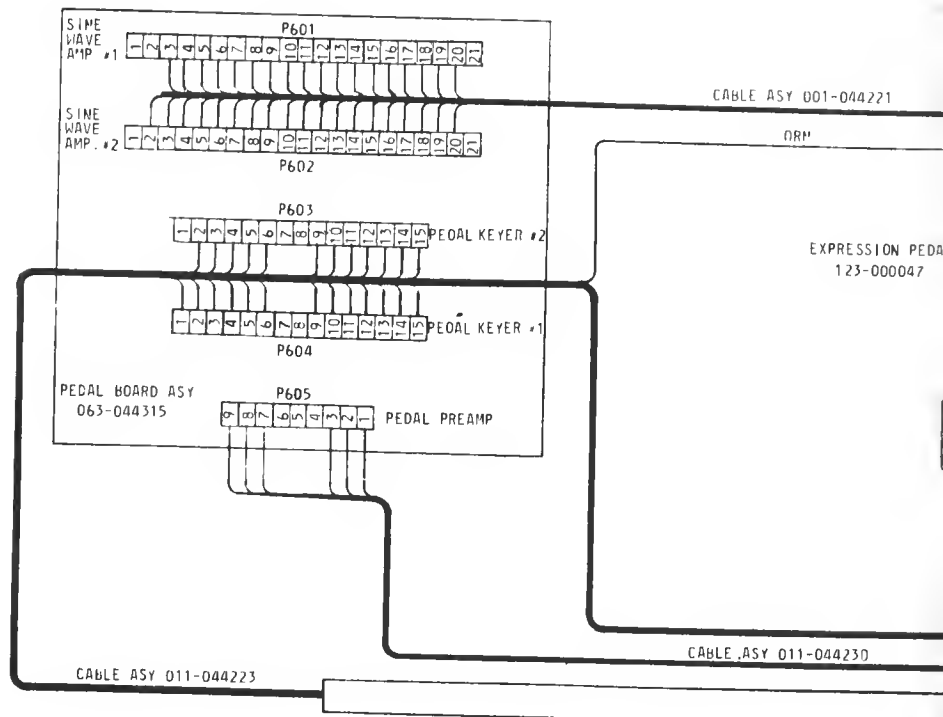 SINE
WAVE
AMP. #1
P601
1 2 3 4 5 6 7 8 9 10 11 12 13 14 15 16 17 18 19 20 21
CABLE ASY 001-044221
SINE
WAVE
AMP. #2
1 2 3 4 5 6 7 8 9 10 11 12 13 14 15 16 17 18 19 20 21
P602
P603
1 2 3 4 5 6 7 8 9 10 11 12 13 14 15
PEDAL KEYER #2
EXPRESSION PEDA
123-000047
1 2 3 4 5 6 7 8 9 10 11 12 13 14 15
PEDAL KEYER #1
P604
PEDAL BOARD ASY
063-044315
P605
9 8 7 6 5 4 3 2 1
PEDAL PREAMP
CABLE ASY 011-044230
CABLE ASY 011-044223